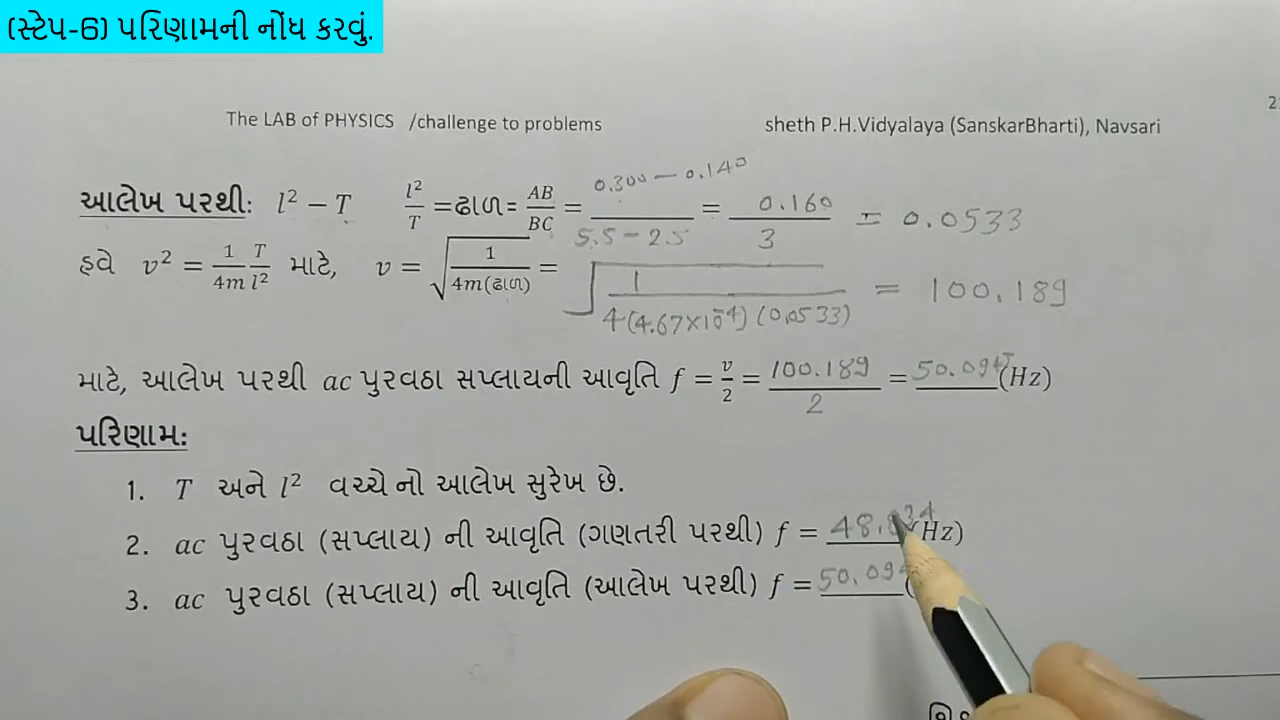 (સ્ટેપ-6) પરિણામની નોંધ કરવું.
The LAB of PHYSICS /challenge to problems sheth P.H.Vidyalaya (SanskarBharti), Navsari
આલેખ પરથી: l² − T l²/T =ઢાળ= AB/BC = 0.300 − 0.140 / 5.5 − 2.5 = 0.160 / 3 = 0.0533
હવે v² = 1/4m T/l² માટે, v = √1/4m(ઢાળ) = √1/4(4.67×10⁻⁴)(0.0533) = 100.189
માટે, આલેખ પરથી ac પુરવઠા સપ્લાયની આવૃતિ f = v/2 = 100.189/2 = 50.0945(Hz)
પરિણામ:
1. T અને l² વચ્ચે નો આલેખ સુરેખ છે.
2. ac પુરવઠા (સપ્લાય) ની આવૃતિ (ગણતરી પરથી) f = (Hz)
3. ac પુરવઠા (સપ્લાય) ની આવૃતિ (આલેખ પરથી) f = 50.094